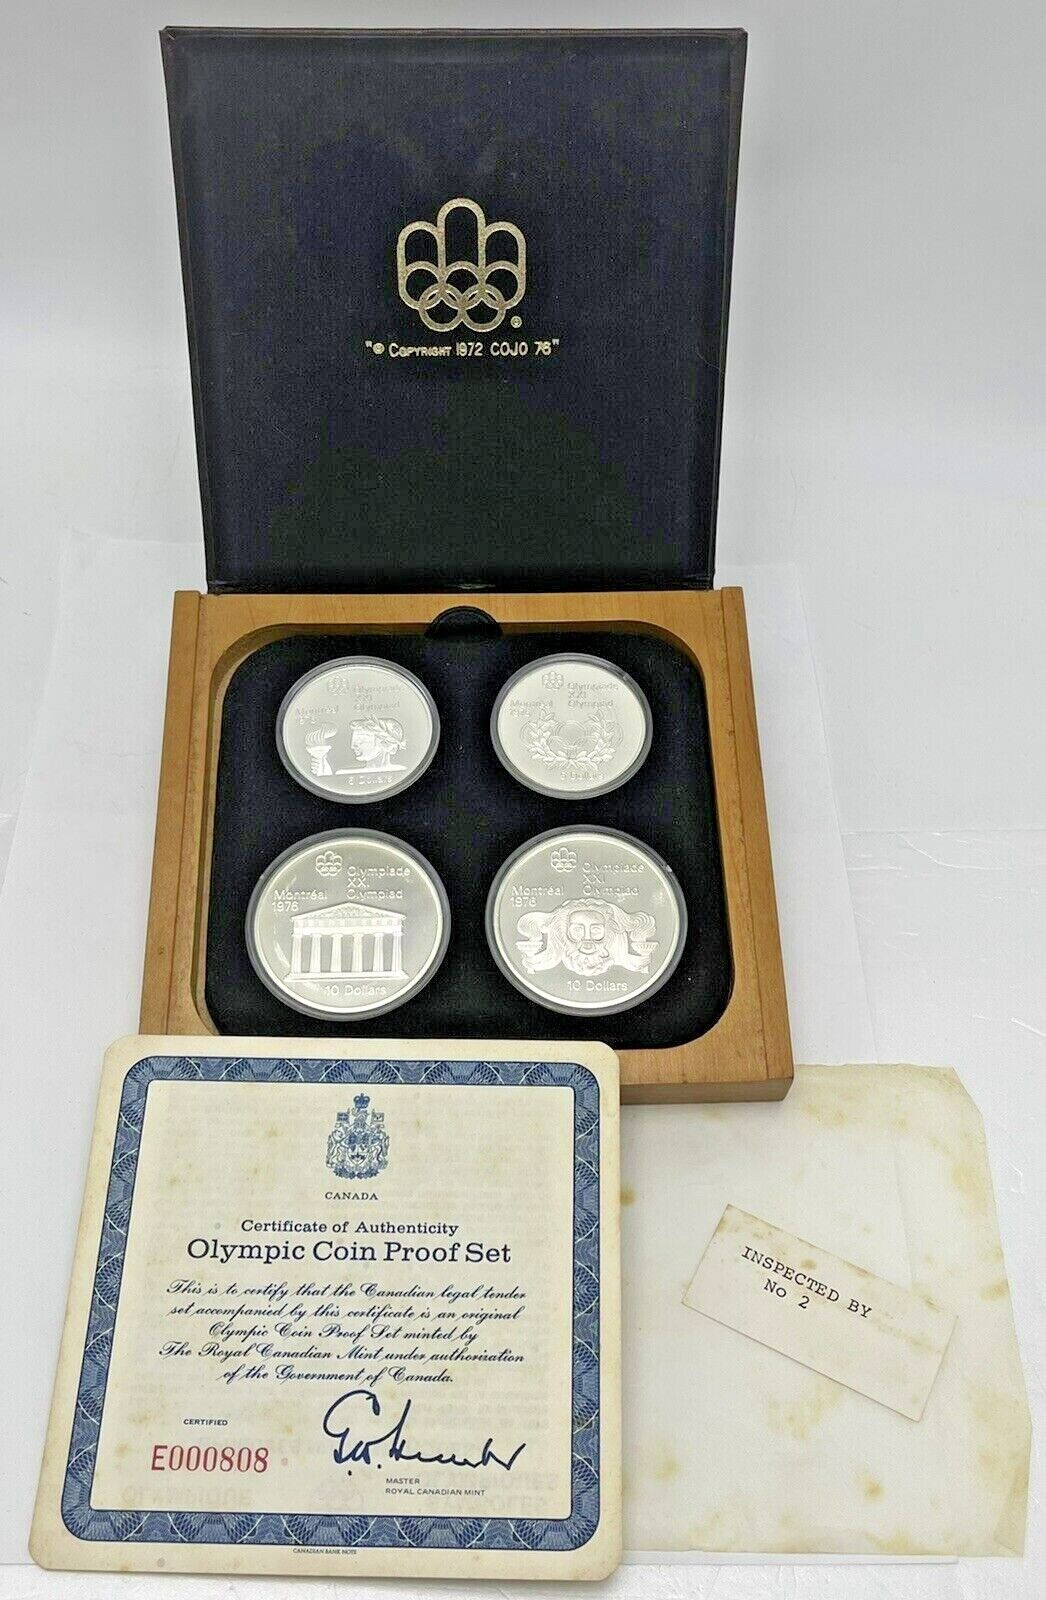 "© COPYRIGHT 1972 COJO 76"
Olympiade
XXI
Montréal Olympiad
1976
5 Dollars
Olympiade
XXI
Montréal Olympiad
1976
5 Dollars
Olympiade
XXI
Montréal Olympiad
1976
10 Dollars
Olympiade
XXI
Montréal Olympiad
1976
10 Dollars
CANADA
Certificate of Authenticity
Olympic Coin Proof Set
This is to certify that the Canadian legal tender
set accompanied by this certificate is an original
Olympic Coin Proof Set minted by
The Royal Canadian Mint under authorization
of the Government of Canada.
CERTIFIED
E000808
MASTER
ROYAL CANADIAN MINT
CANADIAN BANK NOTE
INSPECTED BY
No 2